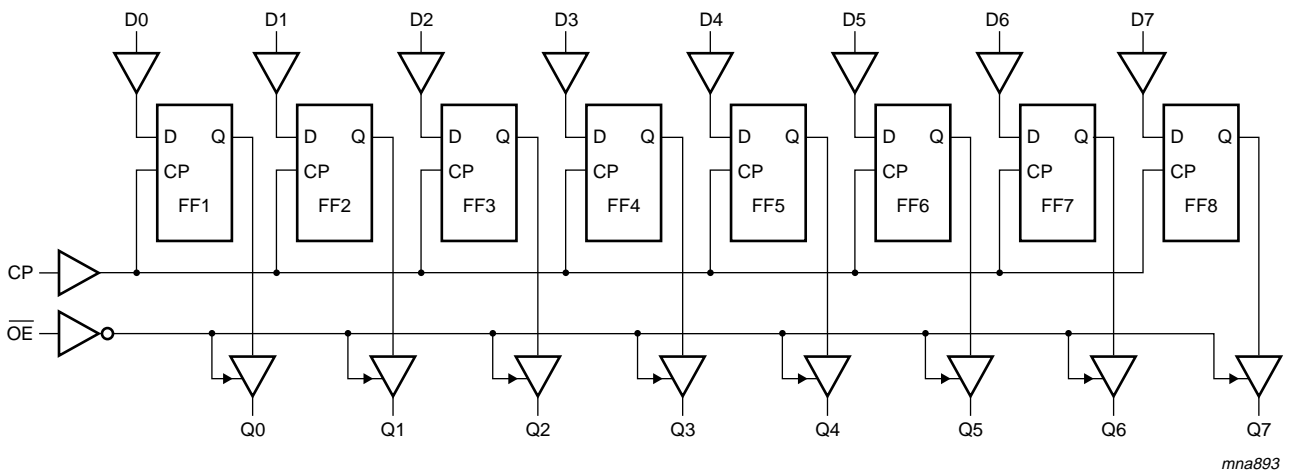 D0 D1 D2 D3 D4 D5 D6 D7
D Q D Q D Q D Q D Q D Q D Q D Q
CP CP CP CP CP CP CP CP
FF1 FF2 FF3 FF4 FF5 FF6 FF7 FF8
CP
O̅E̅
Q0 Q1 Q2 Q3 Q4 Q5 Q6 Q7
mna893